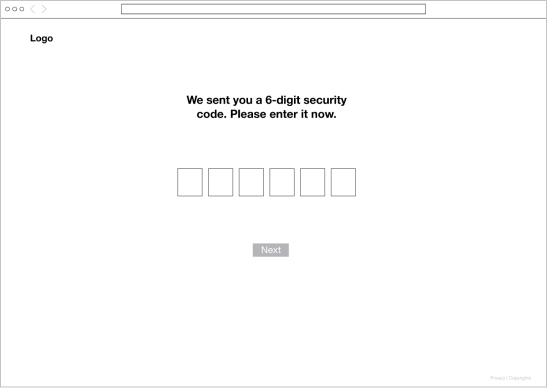 Logo
We sent you a 6-digit security
code. Please enter it now.
Next
Privacy | Copyrights